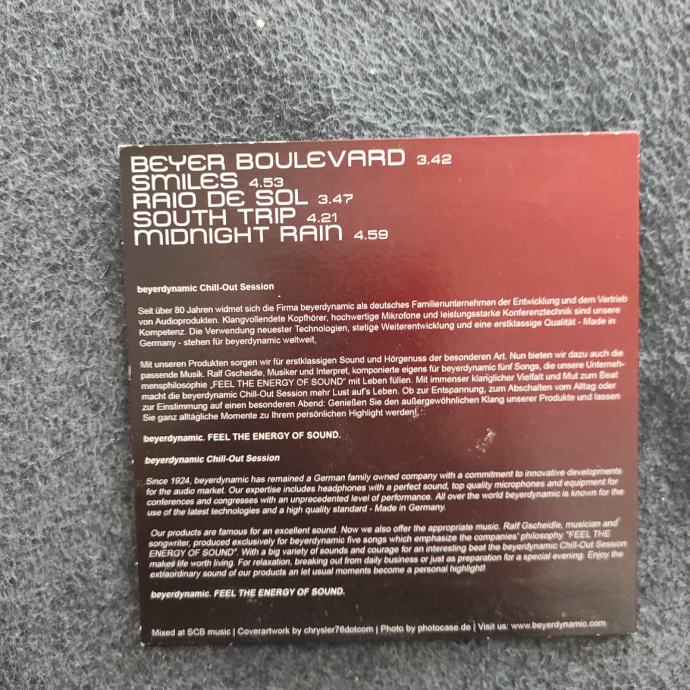 BEYER BOULEVARD 3.42
SMILES 4.53
RAIO DE SOL 3.47
SOUTH TRIP 4.21
MIDNIGHT RAIN 4.59
beyerdynamic Chill-Out Session
Seit über 80 Jahren widmet sich die Firma beyerdynamic als deutsches Familienunternehmen der Entwicklung und dem Vertrieb
von Audioprodukten. Klangvollendete Kopfhörer, hochwertige Mikrofone und leistungsstarke Konferenztechnik sind unsere
Kompetenz. Die Verwendung neuester Technologien, stetige Weiterentwicklung und eine erstklassige Qualität - Made in
Germany - stehen für beyerdynamic weltweit.
Mit unseren Produkten sorgen wir für erstklassigen Sound und Hörgenuss der besonderen Art. Nun bieten wir dazu auch die
passende Musik. Ralf Gscheidle, Musiker und Interpret, komponierte eigens für beyerdynamic fünf Songs, die unsere Unterneh-
mensphilosophie „FEEL THE ENERGY OF SOUND" mit Leben füllen. Mit immenser klanglicher Vielfalt und Mut zum Beat
macht die beyerdynamic Chill-Out Session mehr Lust auf's Leben. Ob zur Entspannung, zum Abschalten vom Alltag oder
zur Einstimmung auf einen besonderen Abend: Genießen Sie den außergewöhnlichen Klang unserer Produkte und lassen
Sie ganz alltägliche Momente zu Ihrem persönlichen Highlight werden!
beyerdynamic. FEEL THE ENERGY OF SOUND.
beyerdynamic Chill-Out Session
Since 1924, beyerdynamic has remained a German family owned company with a commitment to innovative developments
for the audio market. Our expertise includes headphones with a perfect sound, top quality microphones and equipment for
conferences and congresses with an unprecedented level of performance. All over the world beyerdynamic is known for the
use of the latest technologies and a high quality standard - Made in Germany.
Our products are famous for an excellent sound. Now we also offer the appropriate music. Ralf Gscheidle, musician and
songwriter, produced exclusively for beyerdynamic five songs which emphasize the companies' philosophy "FEEL THE
ENERGY OF SOUND". With a big variety of sounds and courage for an interesting beat the beyerdynamic Chill-Out Session
makes life worth living. For relaxation, breaking out from daily business or just as preparation for a special evening. Enjoy the
extraordinary sound of our products an let usual moments become a personal highlight!
beyerdynamic. FEEL THE ENERGY OF SOUND.
Mixed at SCB music | Coverartwork by chrysler76dotcom | Photo by photocase.de | Visit us: www.beyerdynamic.com